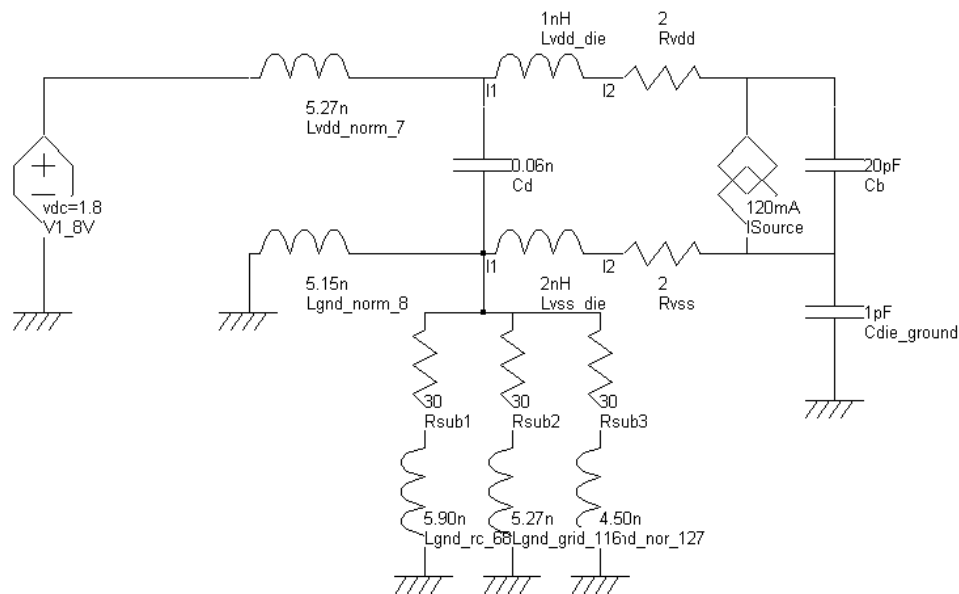 1nH
Lvdd_die
2
Rvdd
I1
I2
5.27n
Lvdd_norm_7
+
vdc=1.8
V1_8V
0.06n
Cd
120mA
ISource
20pF
Cb
5.15n
Lgnd_norm_8
I1
I2
2nH
Lvss_die
2
Rvss
1pF
Cdie_ground
30
Rsub1
30
Rsub2
30
Rsub3
5.90n
Lgnd_rc_68
5.27n
Lgnd_grid_116
4.50n
nd_nor_127